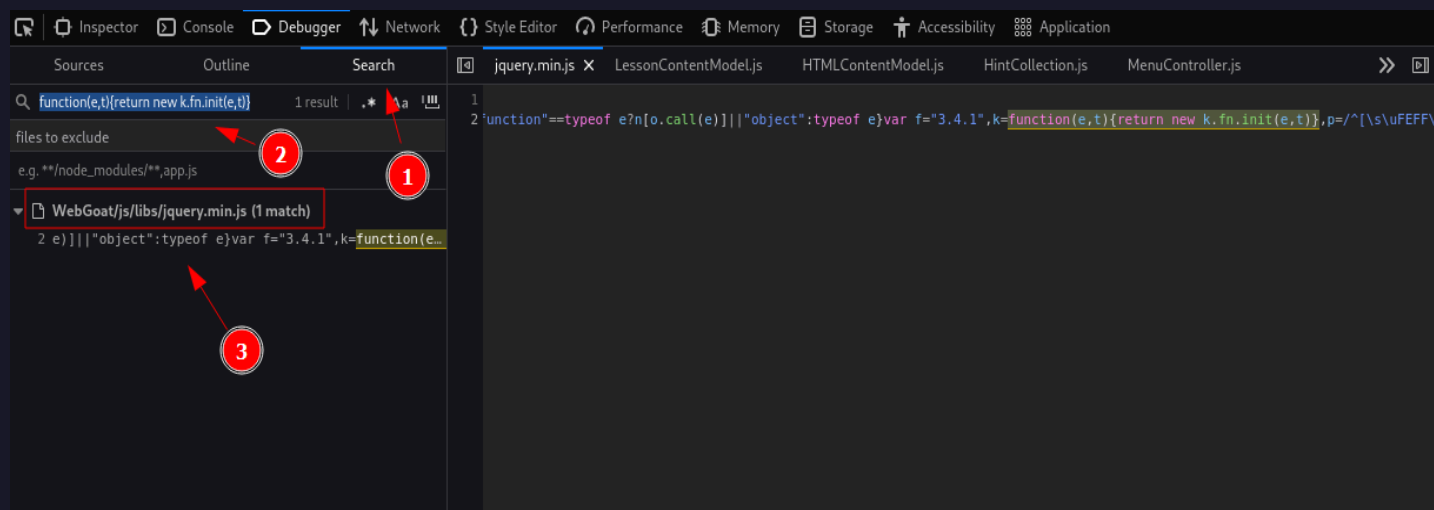 Inspector Console Debugger Network Style Editor Performance Memory Storage Accessibility Application
Sources Outline Search
jquery.min.js LessonContentModel.js HTMLContentModel.js HintCollection.js MenuController.js
function(e,t){return new k.fn.init(e,t)} 1 result .* Aa
files to exclude
e.g. **/node_modules/**,app.js
WebGoat/js/libs/jquery.min.js (1 match)
2 e)]||"object":typeof e}var f="3.4.1",k=function(e…
1
2 function"==typeof e?n[o.call(e)]||"object":typeof e}var f="3.4.1",k=function(e,t){return new k.fn.init(e,t)},p=/^[\s\uFEFF\
1
2
3